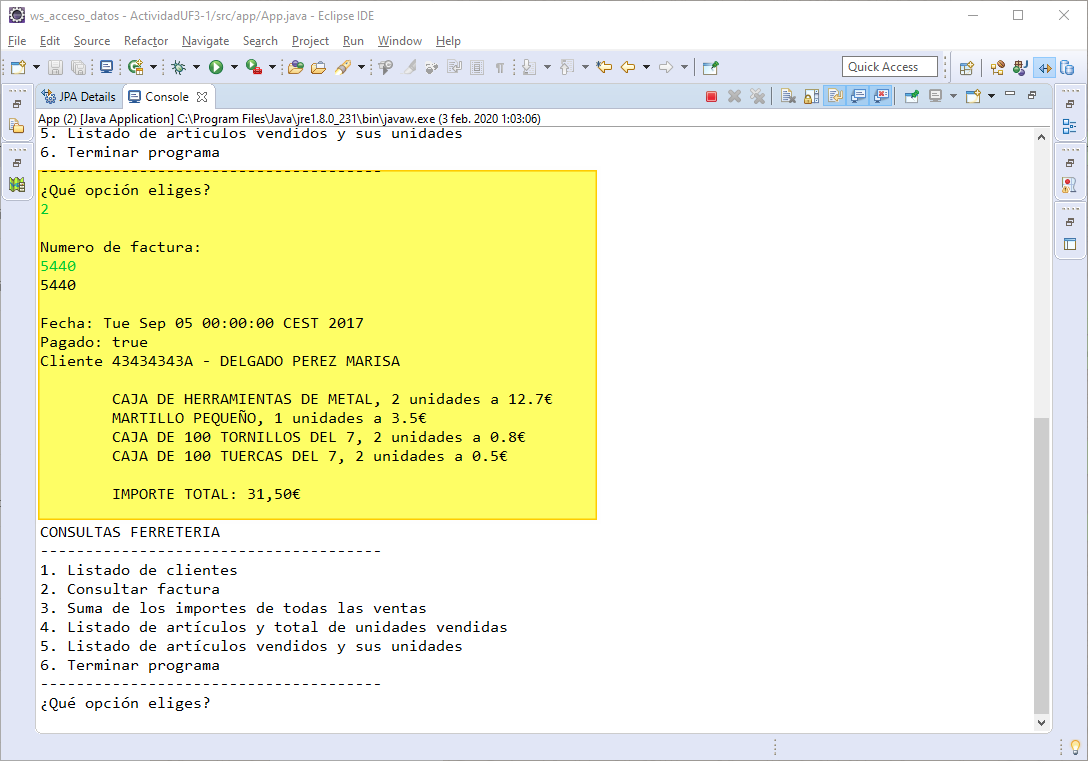 ws_acceso_datos - ActividadUF3-1/src/app/App.java - Eclipse IDE
File Edit Source Refactor Navigate Search Project Run Window Help
Quick Access
JPA Details Console
App (2) [Java Application] C:\Program Files\Java\jre1.8.0_231\bin\javaw.exe (3 feb. 2020 1:03:06)
5. Listado de artículos vendidos y sus unidades
6. Terminar programa
--------------------------------------
¿Qué opción eliges?
2
Numero de factura:
5440
5440
Fecha: Tue Sep 05 00:00:00 CEST 2017
Pagado: true
Cliente 43434343A - DELGADO PEREZ MARISA
CAJA DE HERRAMIENTAS DE METAL, 2 unidades a 12.7€
MARTILLO PEQUEÑO, 1 unidades a 3.5€
CAJA DE 100 TORNILLOS DEL 7, 2 unidades a 0.8€
CAJA DE 100 TUERCAS DEL 7, 2 unidades a 0.5€
IMPORTE TOTAL: 31,50€
CONSULTAS FERRETERIA
--------------------------------------
1. Listado de clientes
2. Consultar factura
3. Suma de los importes de todas las ventas
4. Listado de artículos y total de unidades vendidas
5. Listado de artículos vendidos y sus unidades
6. Terminar programa
--------------------------------------
¿Qué opción eliges?